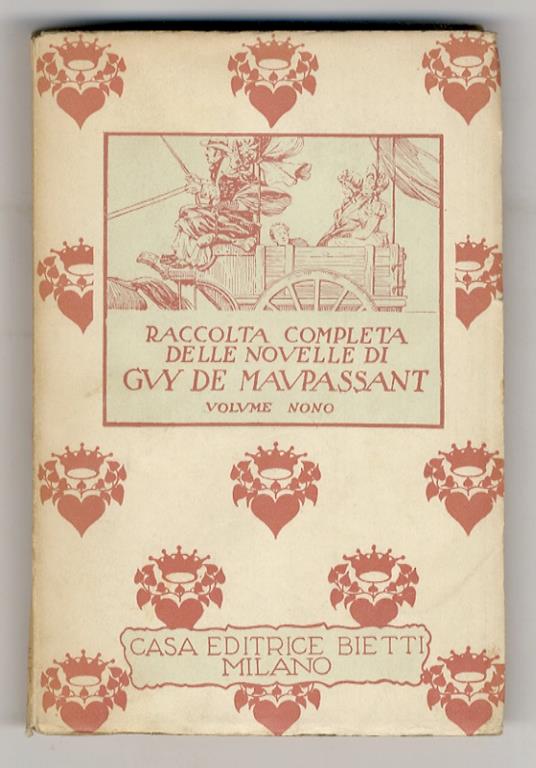 RACCOLTA COMPLETA
DELLE NOVELLE DI
GVY DE MAVPASSANT
VOLVME NONO
CASA EDITRICE BIETTI
MILANO